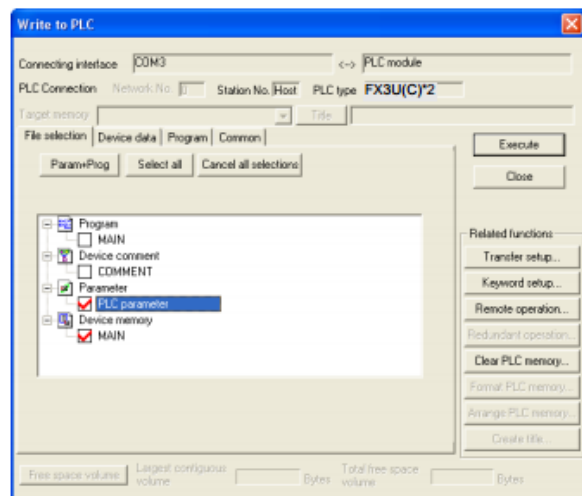 Write to PLC
Connecting interface COM3 <-> PLC module
PLC Connection Network No. 0 Station No. Host PLC type FX3U(C)*2
Target memory Title
File selection Device data Program Common
Param+Prog Select all Cancel all selections
Execute
Close
Program
MAIN
Device comment
COMMENT
Parameter
PLC parameter
Device memory
MAIN
Related functions
Transfer setup...
Keyword setup...
Remote operation...
Redundant operation...
Clear PLC memory...
Format PLC memory...
Arrange PLC memory...
Create title...
Free space volume Largest contiguous volume Bytes Total free space volume Bytes